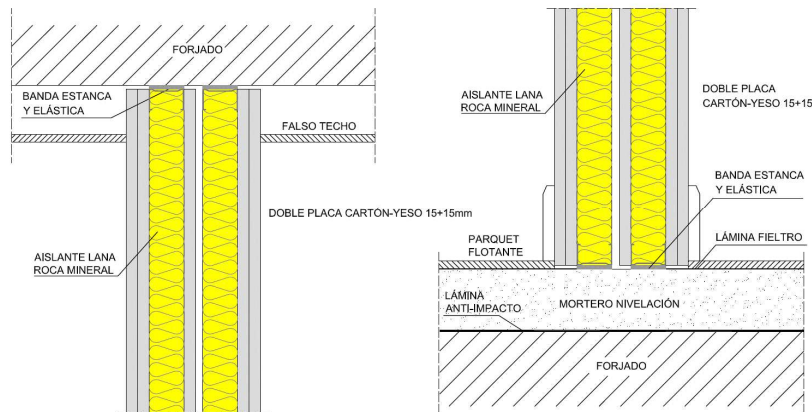 FORJADO
BANDA ESTANCA
Y ELÁSTICA
FALSO TECHO
DOBLE PLACA CARTÓN-YESO 15+15mm
AISLANTE LANA
ROCA MINERAL
AISLANTE LANA
ROCA MINERAL
DOBLE PLACA
CARTÓN-YESO 15+15
BANDA ESTANCA
Y ELÁSTICA
PARQUET
FLOTANTE
LÁMINA FIELTRO
LÁMINA
ANTI-IMPACTO
MORTERO NIVELACIÓN
FORJADO